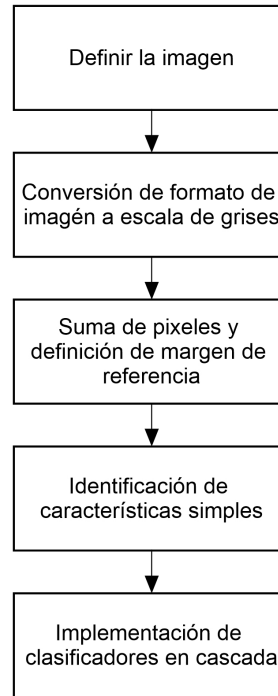 Definir la imagen
Conversión de formato de
imagén a escala de grises
Suma de pixeles y
definición de margen de
referencia
Identificación de
características simples
Implementación de
clasificadores en cascada